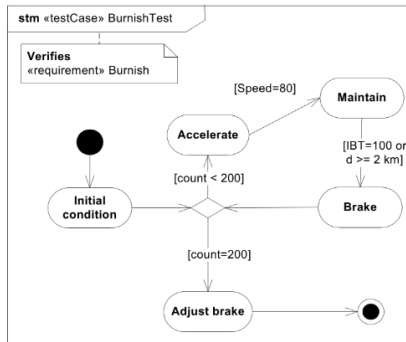 stm «testCase» BurnishTest
Verifies
«requirement» Burnish
[Speed=80]
Maintain
Accelerate
[IBT=100 or
d >= 2 km]
[count < 200]
Initial
condition
Brake
[count=200]
Adjust brake